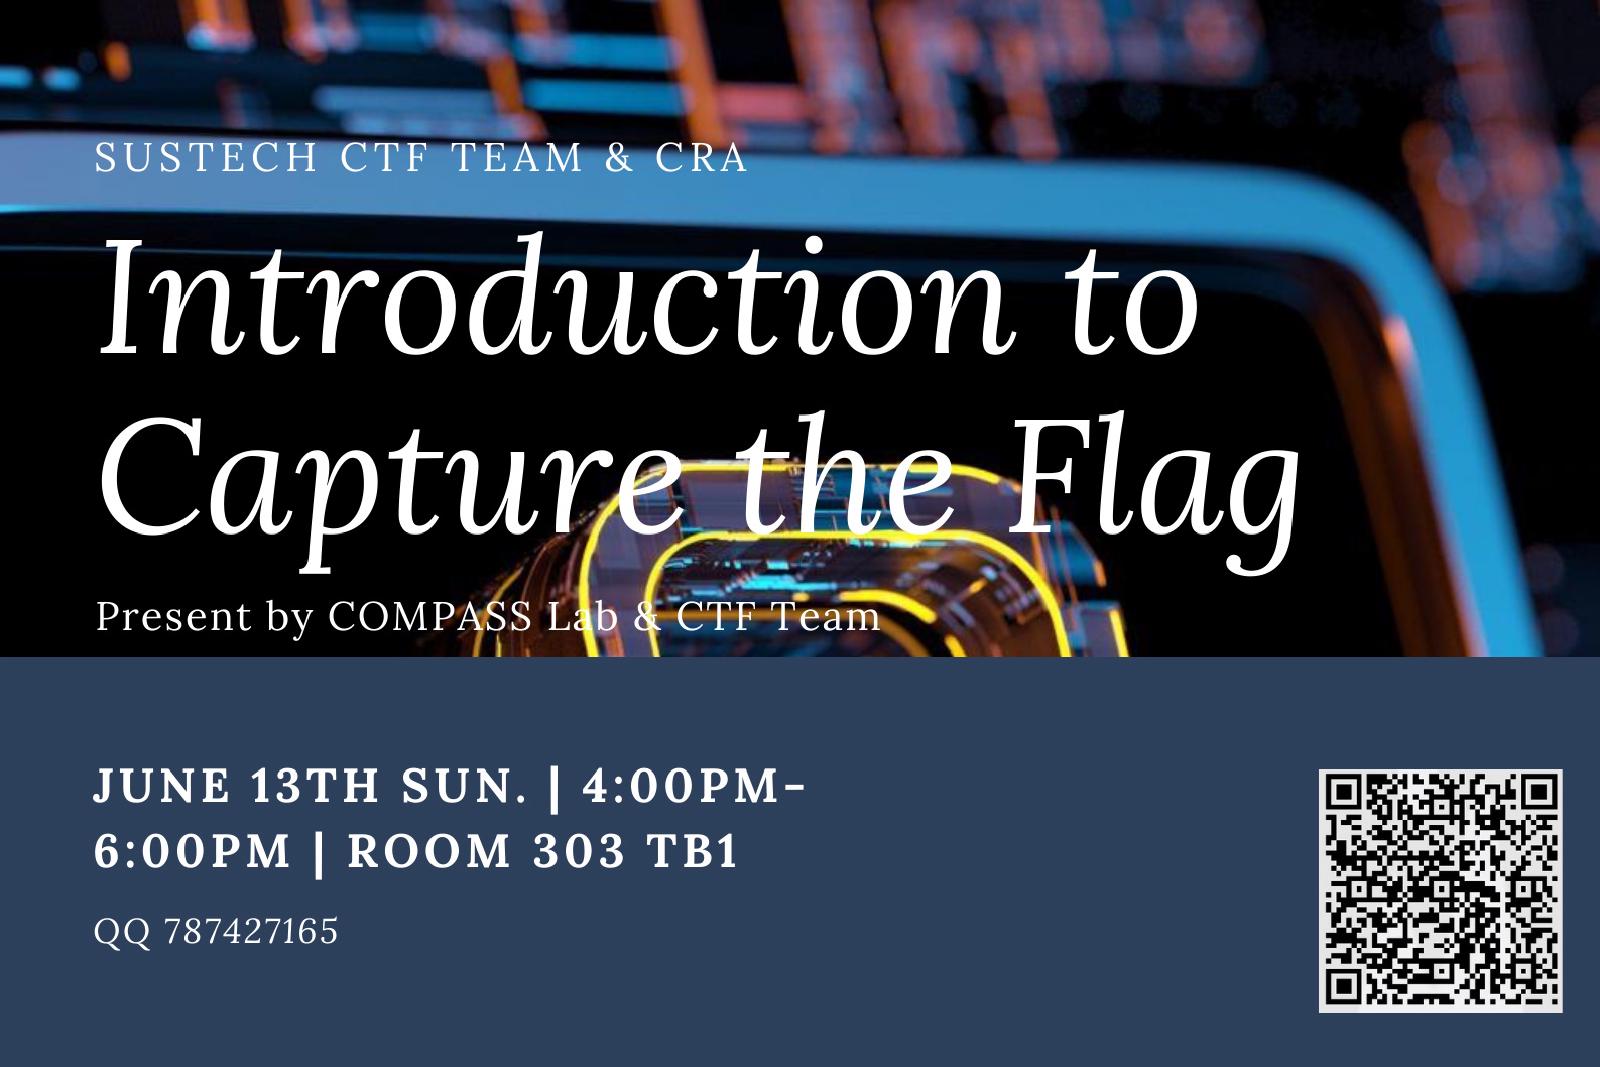 SUSTECH CTF TEAM & CRA
Introduction to
Capture the Flag
Present by COMPASS Lab & CTF Team
JUNE 13TH SUN. | 4:00PM-
6:00PM | ROOM 303 TB1
QQ 787427165